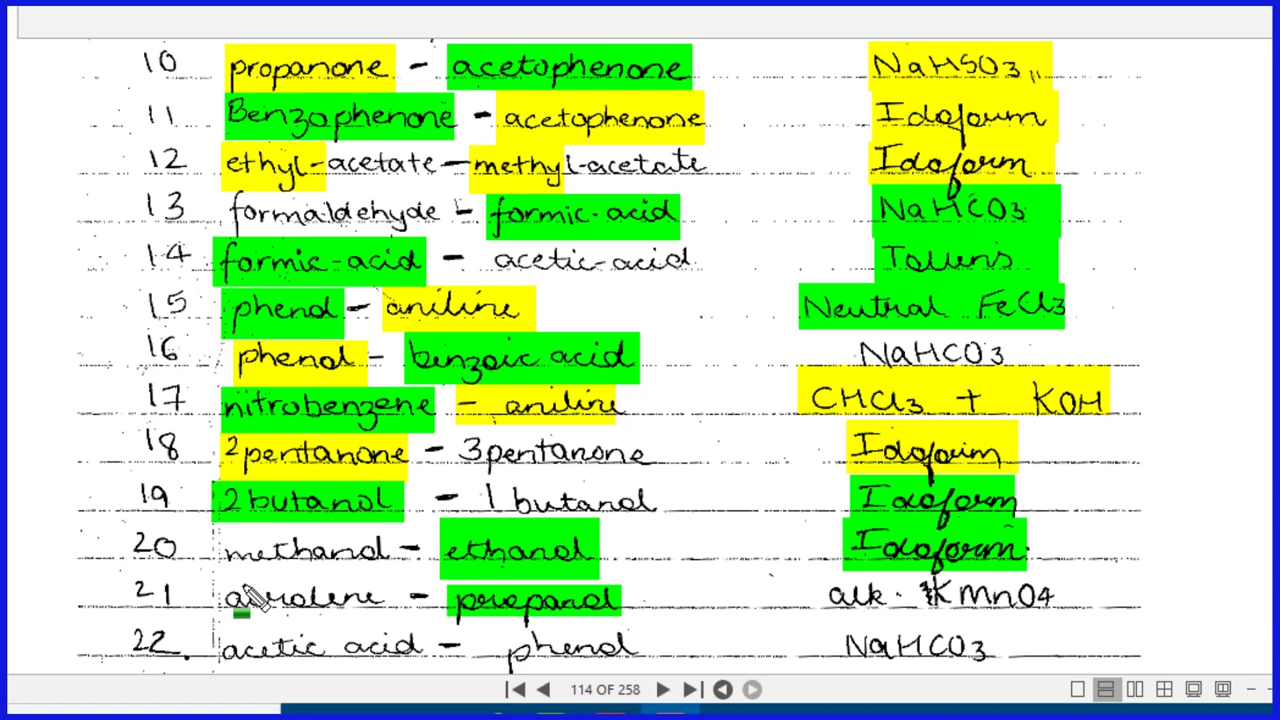 10 propanone - acetophenone NaHSO3,,
11 Benzophenone - acetophenone Idoform
12 ethyl-acetate - methyl-acetate Idoform
13 formaldehyde - formic-acid NaHCO3
14 formic-acid - acetic-acid Tollens
15 phenol - aniline Neutral FeCl3
16 phenol - benzoic acid NaHCO3
17 nitrobenzene - aniline CHCl3 + KOH
18 2pentanone - 3pentanone Idoform
19 2butanol - 1butanol Idoform
20 methanol - ethanol Idoform.
21 - propanol alk. KMnO4
22. acetic acid - phenol NaHCO3
114 OF 258